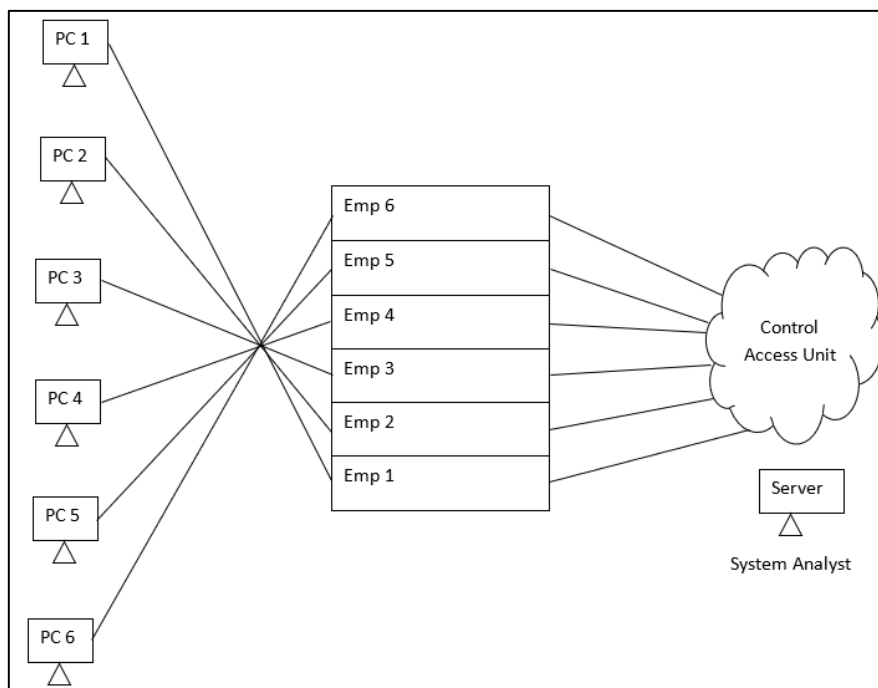 PC 1
PC 2
PC 3
PC 4
PC 5
PC 6
Emp 6
Emp 5
Emp 4
Emp 3
Emp 2
Emp 1
Control
Access Unit
Server
System Analyst